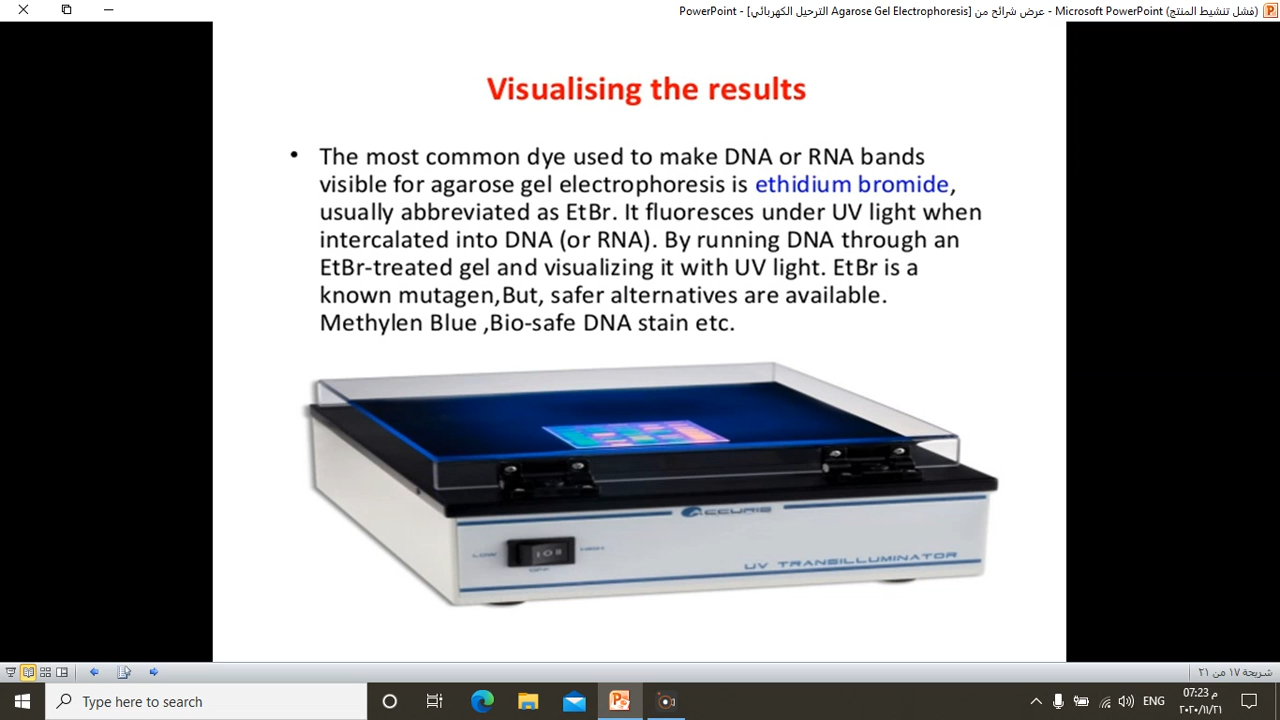 PowerPoint - [الترحيل الكهربائي Agarose Gel Electrophoresis] عرض شرائح من - Microsoft PowerPoint (فشل تنشيط المنتج)
Visualising the results
• The most common dye used to make DNA or RNA bands
visible for agarose gel electrophoresis is ethidium bromide,
usually abbreviated as EtBr. It fluoresces under UV light when
intercalated into DNA (or RNA). By running DNA through an
EtBr-treated gel and visualizing it with UV light. EtBr is a
known mutagen,But, safer alternatives are available.
Methylen Blue ,Bio-safe DNA stain etc.
ACCURIS
LOW
HIGH
OFF
UV TRANSILLUMINATOR
شريحة ١٧ من ٢١
Type here to search
ENG
07:23 م
٢٠٢٠/١١/٢١